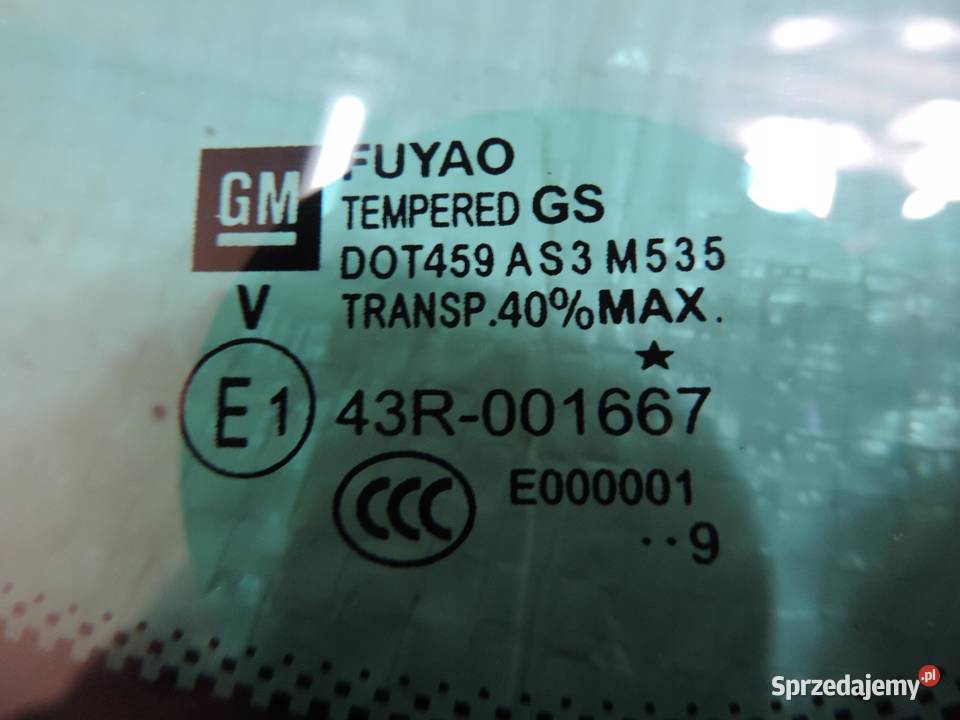 GM
FUYAO
TEMPERED GS
DOT459 AS3 M535
V
TRANSP.40%MAX.
E1
43R-001667
CCC
E000001
··9
Sprzedajemy.pl